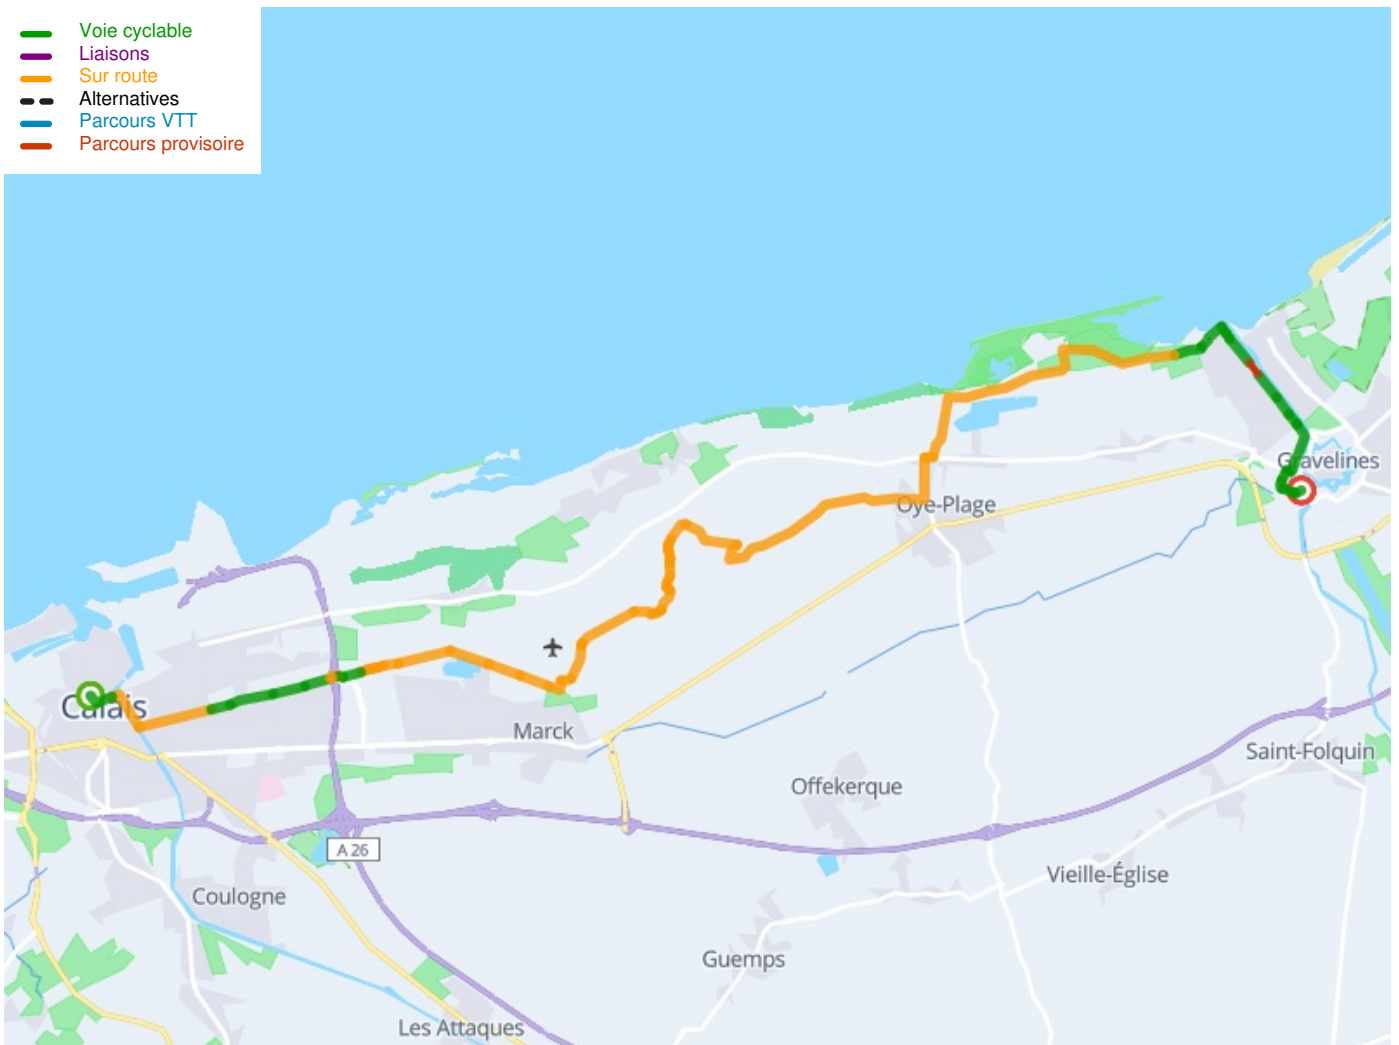 Voie cyclable
Liaisons
Sur route
Alternatives
Parcours VTT
Parcours provisoire
Gravelines
Oye-Plage
Calais
Marck
Saint-Folquin
Offekerque
A 26
Vieille-Église
Coulogne
Guemps
Les Attaques